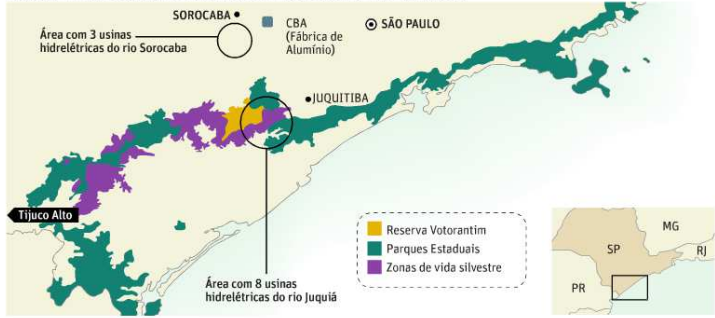 SOROCABA
Área com 3 usinas
hidrelétricas do rio Sorocaba
CBA
(Fábrica de
Alumínio)
SÃO PAULO
JUQUITIBA
Tijuco Alto
Área com 8 usinas
hidrelétricas do rio Juquiá
Reserva Votorantim
Parques Estaduais
Zonas de vida silvestre
MG
SP
RJ
PR